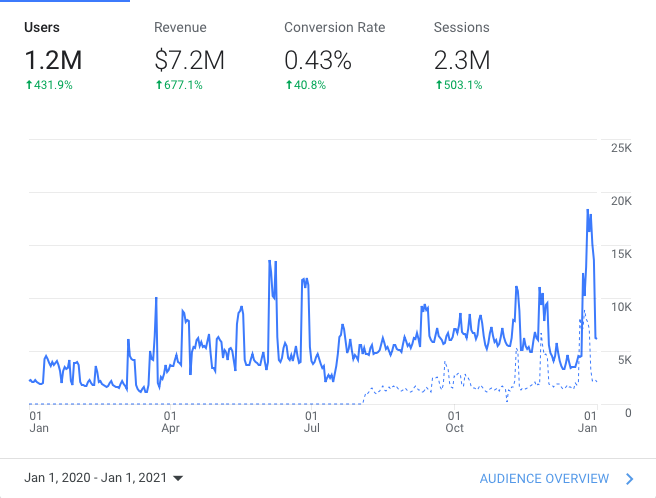 Users Revenue Conversion Rate Sessions
1.2M $7.2M 0.43% 2.3M
431.9% 677.1% 40.8% 503.1%
25K
20K
15K
10K
5K
0
01 01 01 01 01
Jan Apr Jul Oct Jan
Jan 1, 2020 - Jan 1, 2021 AUDIENCE OVERVIEW